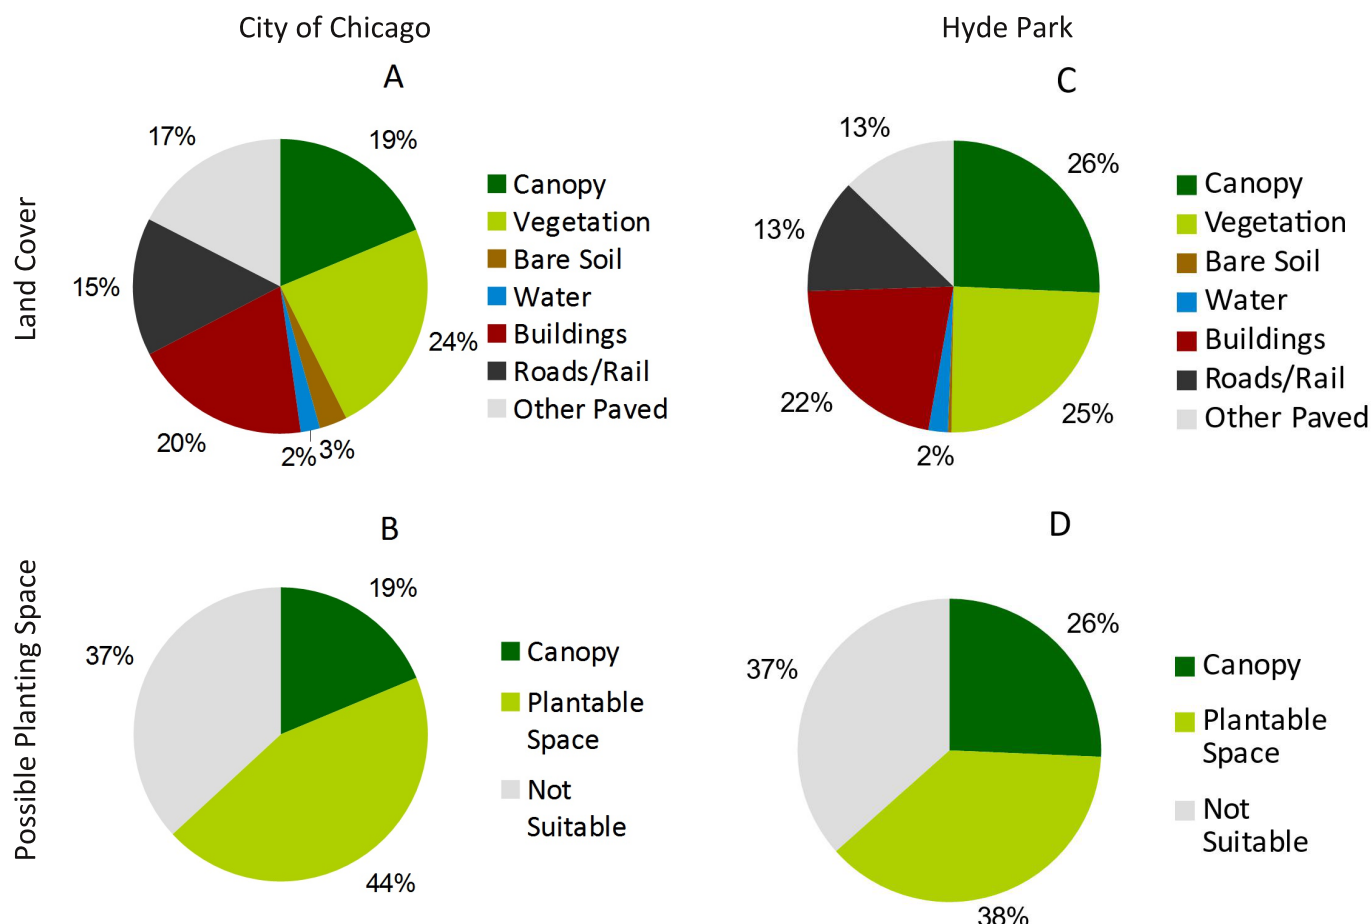 City of Chicago
Hyde Park
Land Cover
A
17%
19%
15%
24%
20%
2%
3%
Canopy
Vegetation
Bare Soil
Water
Buildings
Roads/Rail
Other Paved
C
13%
26%
13%
22%
25%
2%
Canopy
Vegetation
Bare Soil
Water
Buildings
Roads/Rail
Other Paved
Possible Planting Space
B
19%
37%
44%
Canopy
Plantable
Space
Not
Suitable
D
26%
37%
38%
Canopy
Plantable
Space
Not
Suitable